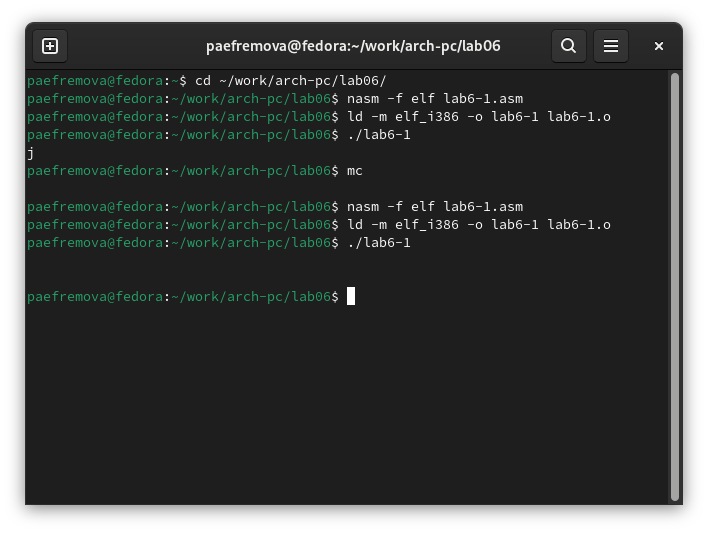 paefremova@fedora:~/work/arch-pc/lab06
paefremova@fedora:~$ cd ~/work/arch-pc/lab06/
paefremova@fedora:~/work/arch-pc/lab06$ nasm -f elf lab6-1.asm
paefremova@fedora:~/work/arch-pc/lab06$ ld -m elf_i386 -o lab6-1 lab6-1.o
paefremova@fedora:~/work/arch-pc/lab06$ ./lab6-1
j
paefremova@fedora:~/work/arch-pc/lab06$ mc
paefremova@fedora:~/work/arch-pc/lab06$ nasm -f elf lab6-1.asm
paefremova@fedora:~/work/arch-pc/lab06$ ld -m elf_i386 -o lab6-1 lab6-1.o
paefremova@fedora:~/work/arch-pc/lab06$ ./lab6-1
paefremova@fedora:~/work/arch-pc/lab06$